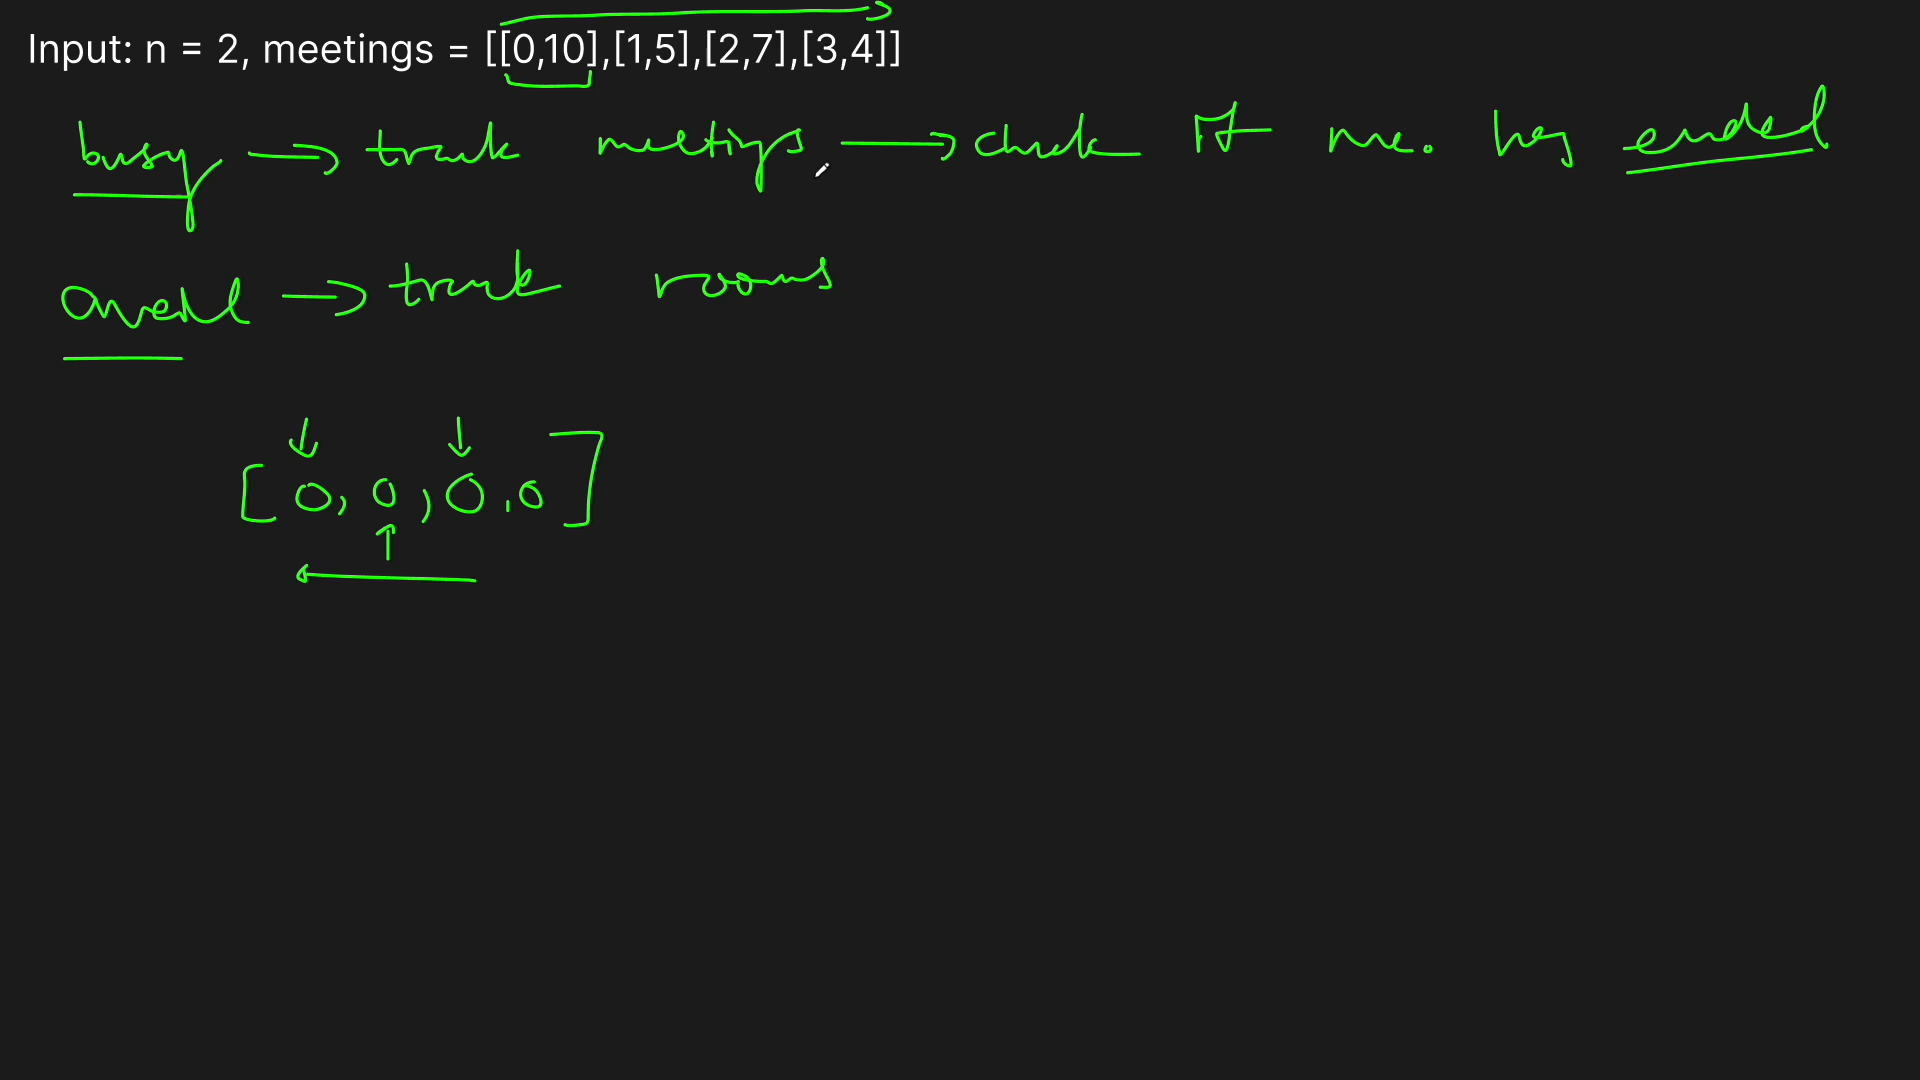 Input: n = 2, meetings = [[0,10],[1,5],[2,7],[3,4]]
busy → track meetings → check if me. has ended
avail → track rooms
[0, 0, 0, 0]